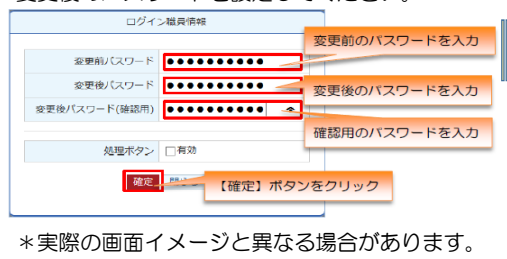 ログイン職員情報
変更前のパスワードを入力
変更前パスワード ●●●●●●●●●●
変更後パスワード ●●●●●●●●●●
変更後のパスワードを入力
変更後パスワード(確認用) ●●●●●●●●●●
確認用のパスワードを入力
処理ボタン □有効
確定
【確定】ボタンをクリック
＊実際の画面イメージと異なる場合があります。